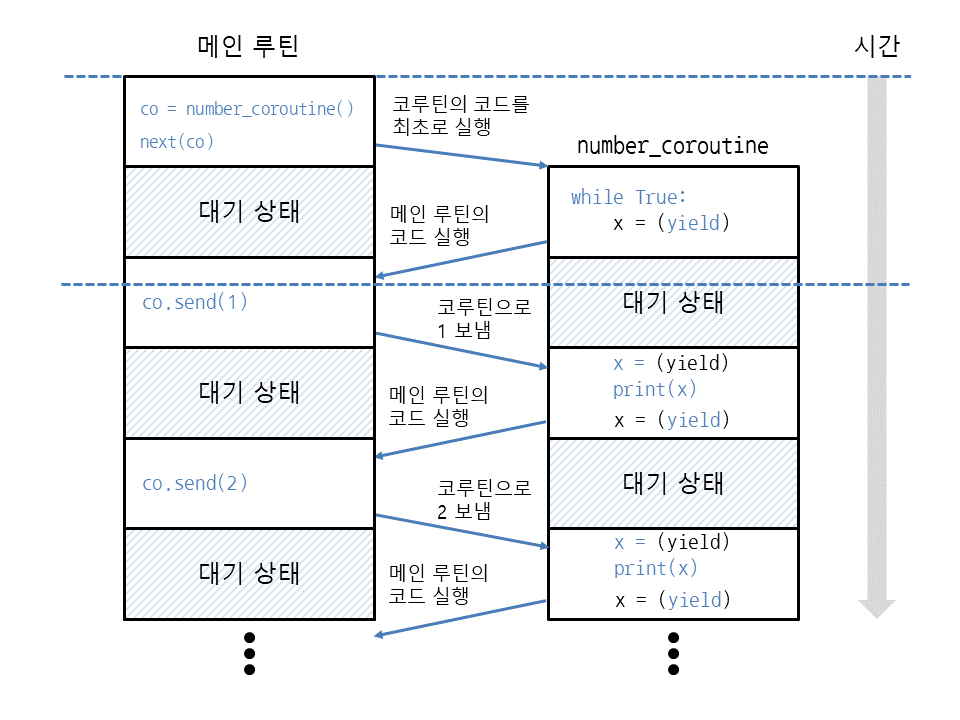 메인 루틴
시간
co = number_coroutine()
next(co)
코루틴의 코드를
최초로 실행
number_coroutine
대기 상태
메인 루틴의
코드 실행
while True:
x = (yield)
co.send(1)
코루틴으로
1 보냄
대기 상태
대기 상태
메인 루틴의
코드 실행
x = (yield)
print(x)
x = (yield)
co.send(2)
코루틴으로
2 보냄
대기 상태
대기 상태
메인 루틴의
코드 실행
x = (yield)
print(x)
x = (yield)